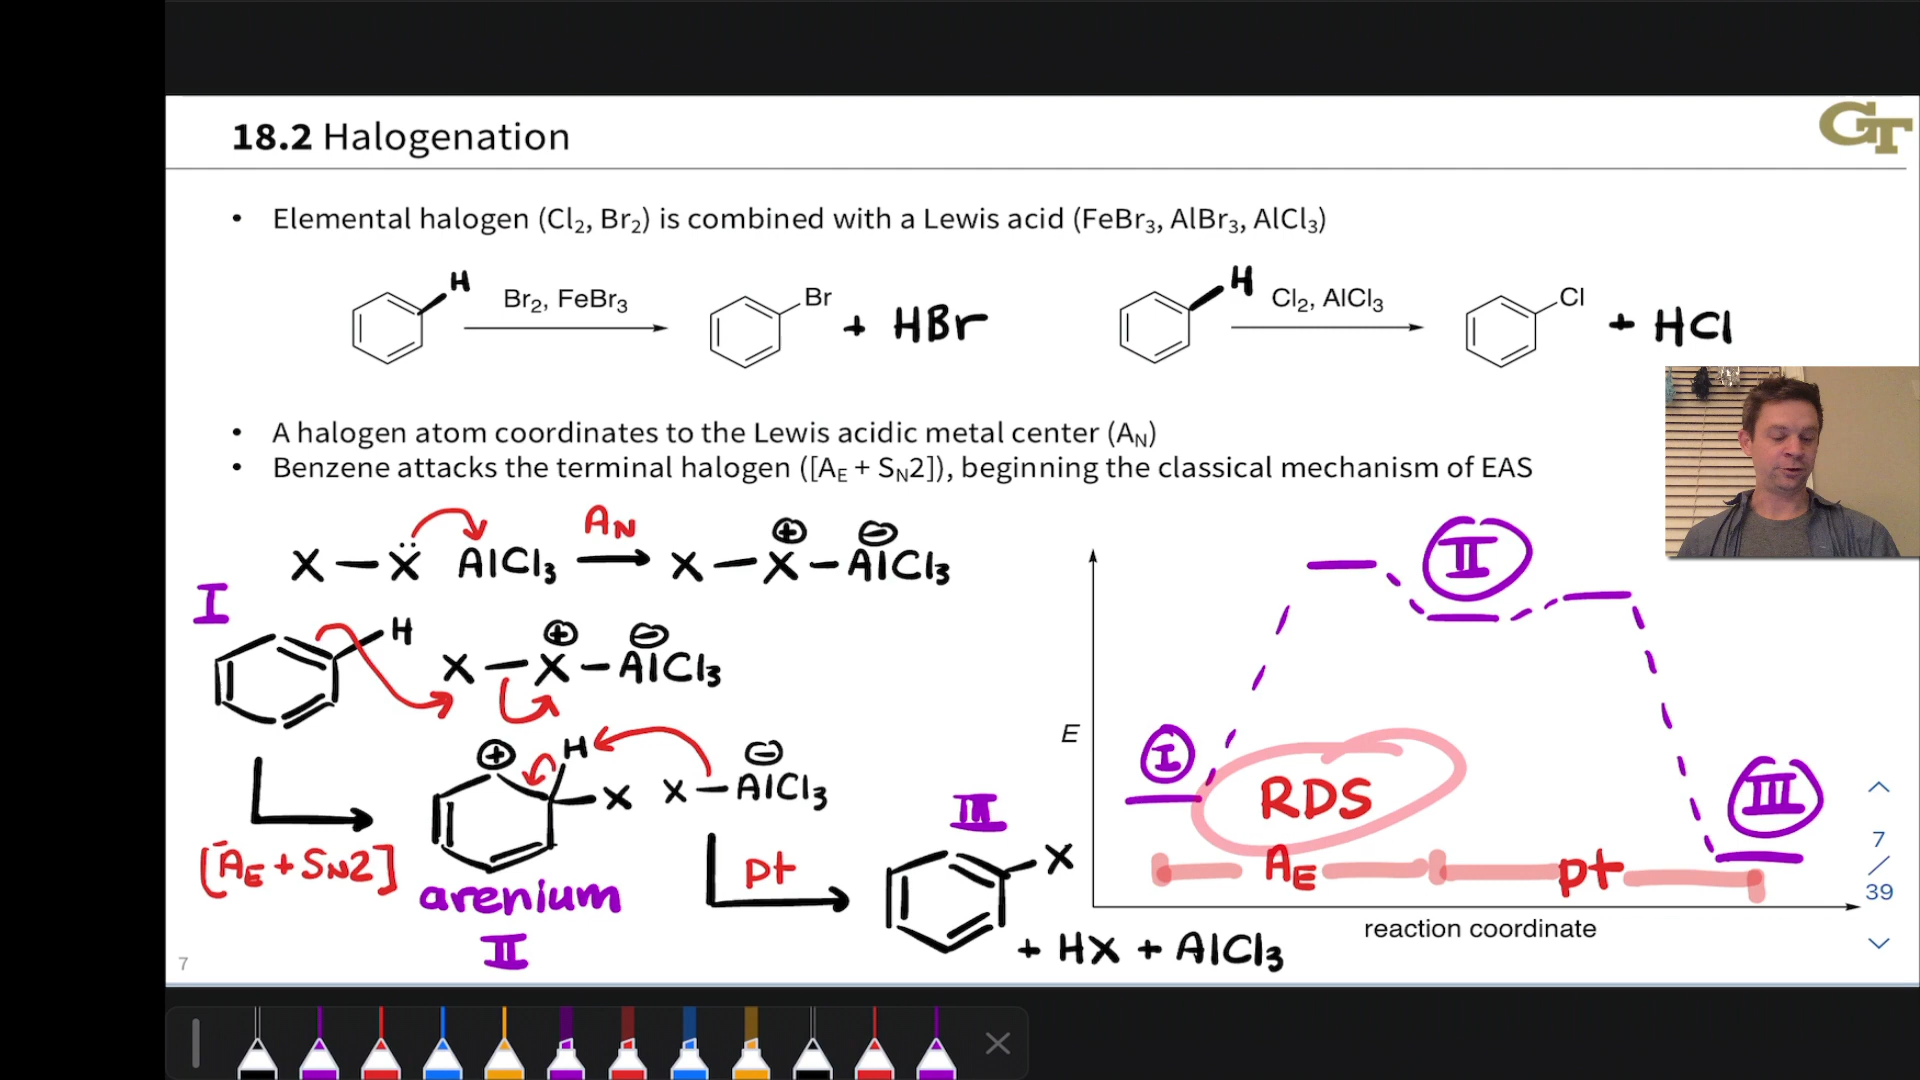 18.2 Halogenation
GT
• Elemental halogen (Cl₂, Br₂) is combined with a Lewis acid (FeBr₃, AlBr₃, AlCl₃)
H Br₂, FeBr₃ Br + HBr
H Cl₂, AlCl₃ Cl + HCl
• A halogen atom coordinates to the Lewis acidic metal center (A_N)
• Benzene attacks the terminal halogen ([A_E + S_N2]), beginning the classical mechanism of EAS
X—Ẍ AlCl₃ A_N X—X—AlCl₃ ⊕ ⊖
I
H X—X—AlCl₃ ⊕ ⊖
[A_E + S_N2]
⊕ H X X—AlCl₃ ⊖
arenium
II
pt
III
X
+ HX + AlCl₃
E
I
II
III
RDS
A_E pt
reaction coordinate
7
7
/
39